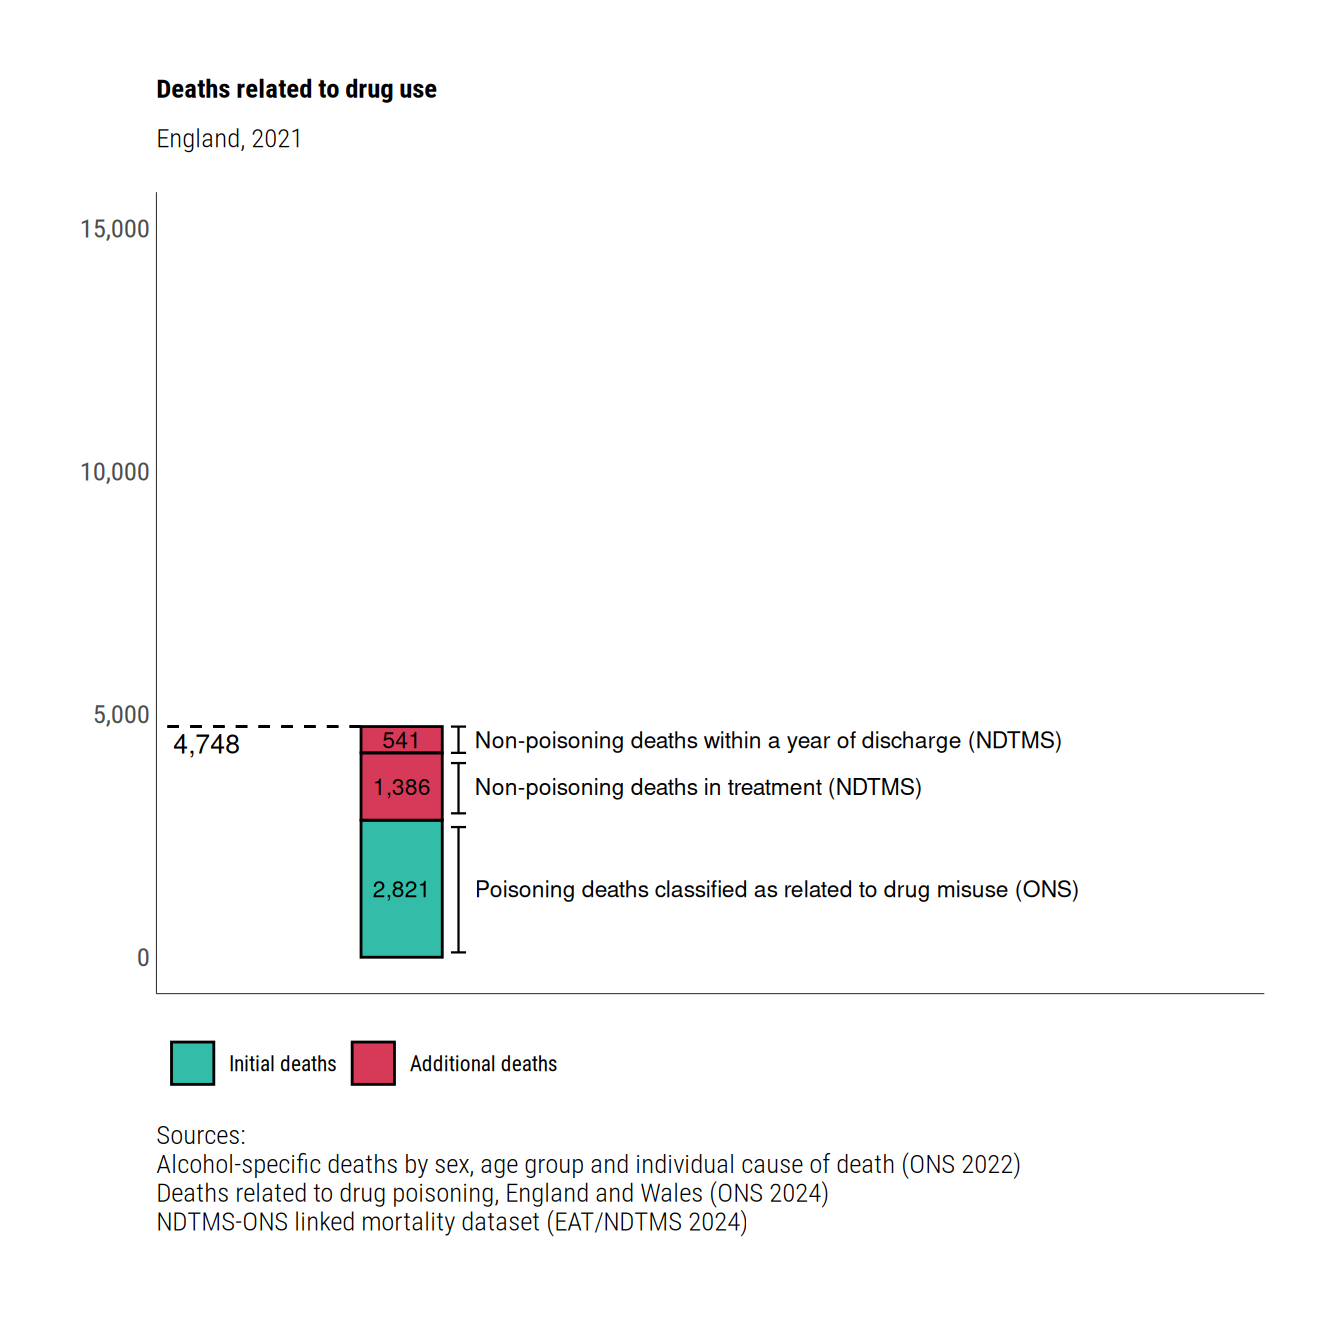 Deaths related to drug use
England, 2021
15,000
10,000
5,000
4,748
541
Non-poisoning deaths within a year of discharge (NDTMS)
1,386
Non-poisoning deaths in treatment (NDTMS)
2,821
Poisoning deaths classified as related to drug misuse (ONS)
0
Initial deaths
Additional deaths
Sources:
Alcohol-specific deaths by sex, age group and individual cause of death (ONS 2022)
Deaths related to drug poisoning, England and Wales (ONS 2024)
NDTMS-ONS linked mortality dataset (EAT/NDTMS 2024)